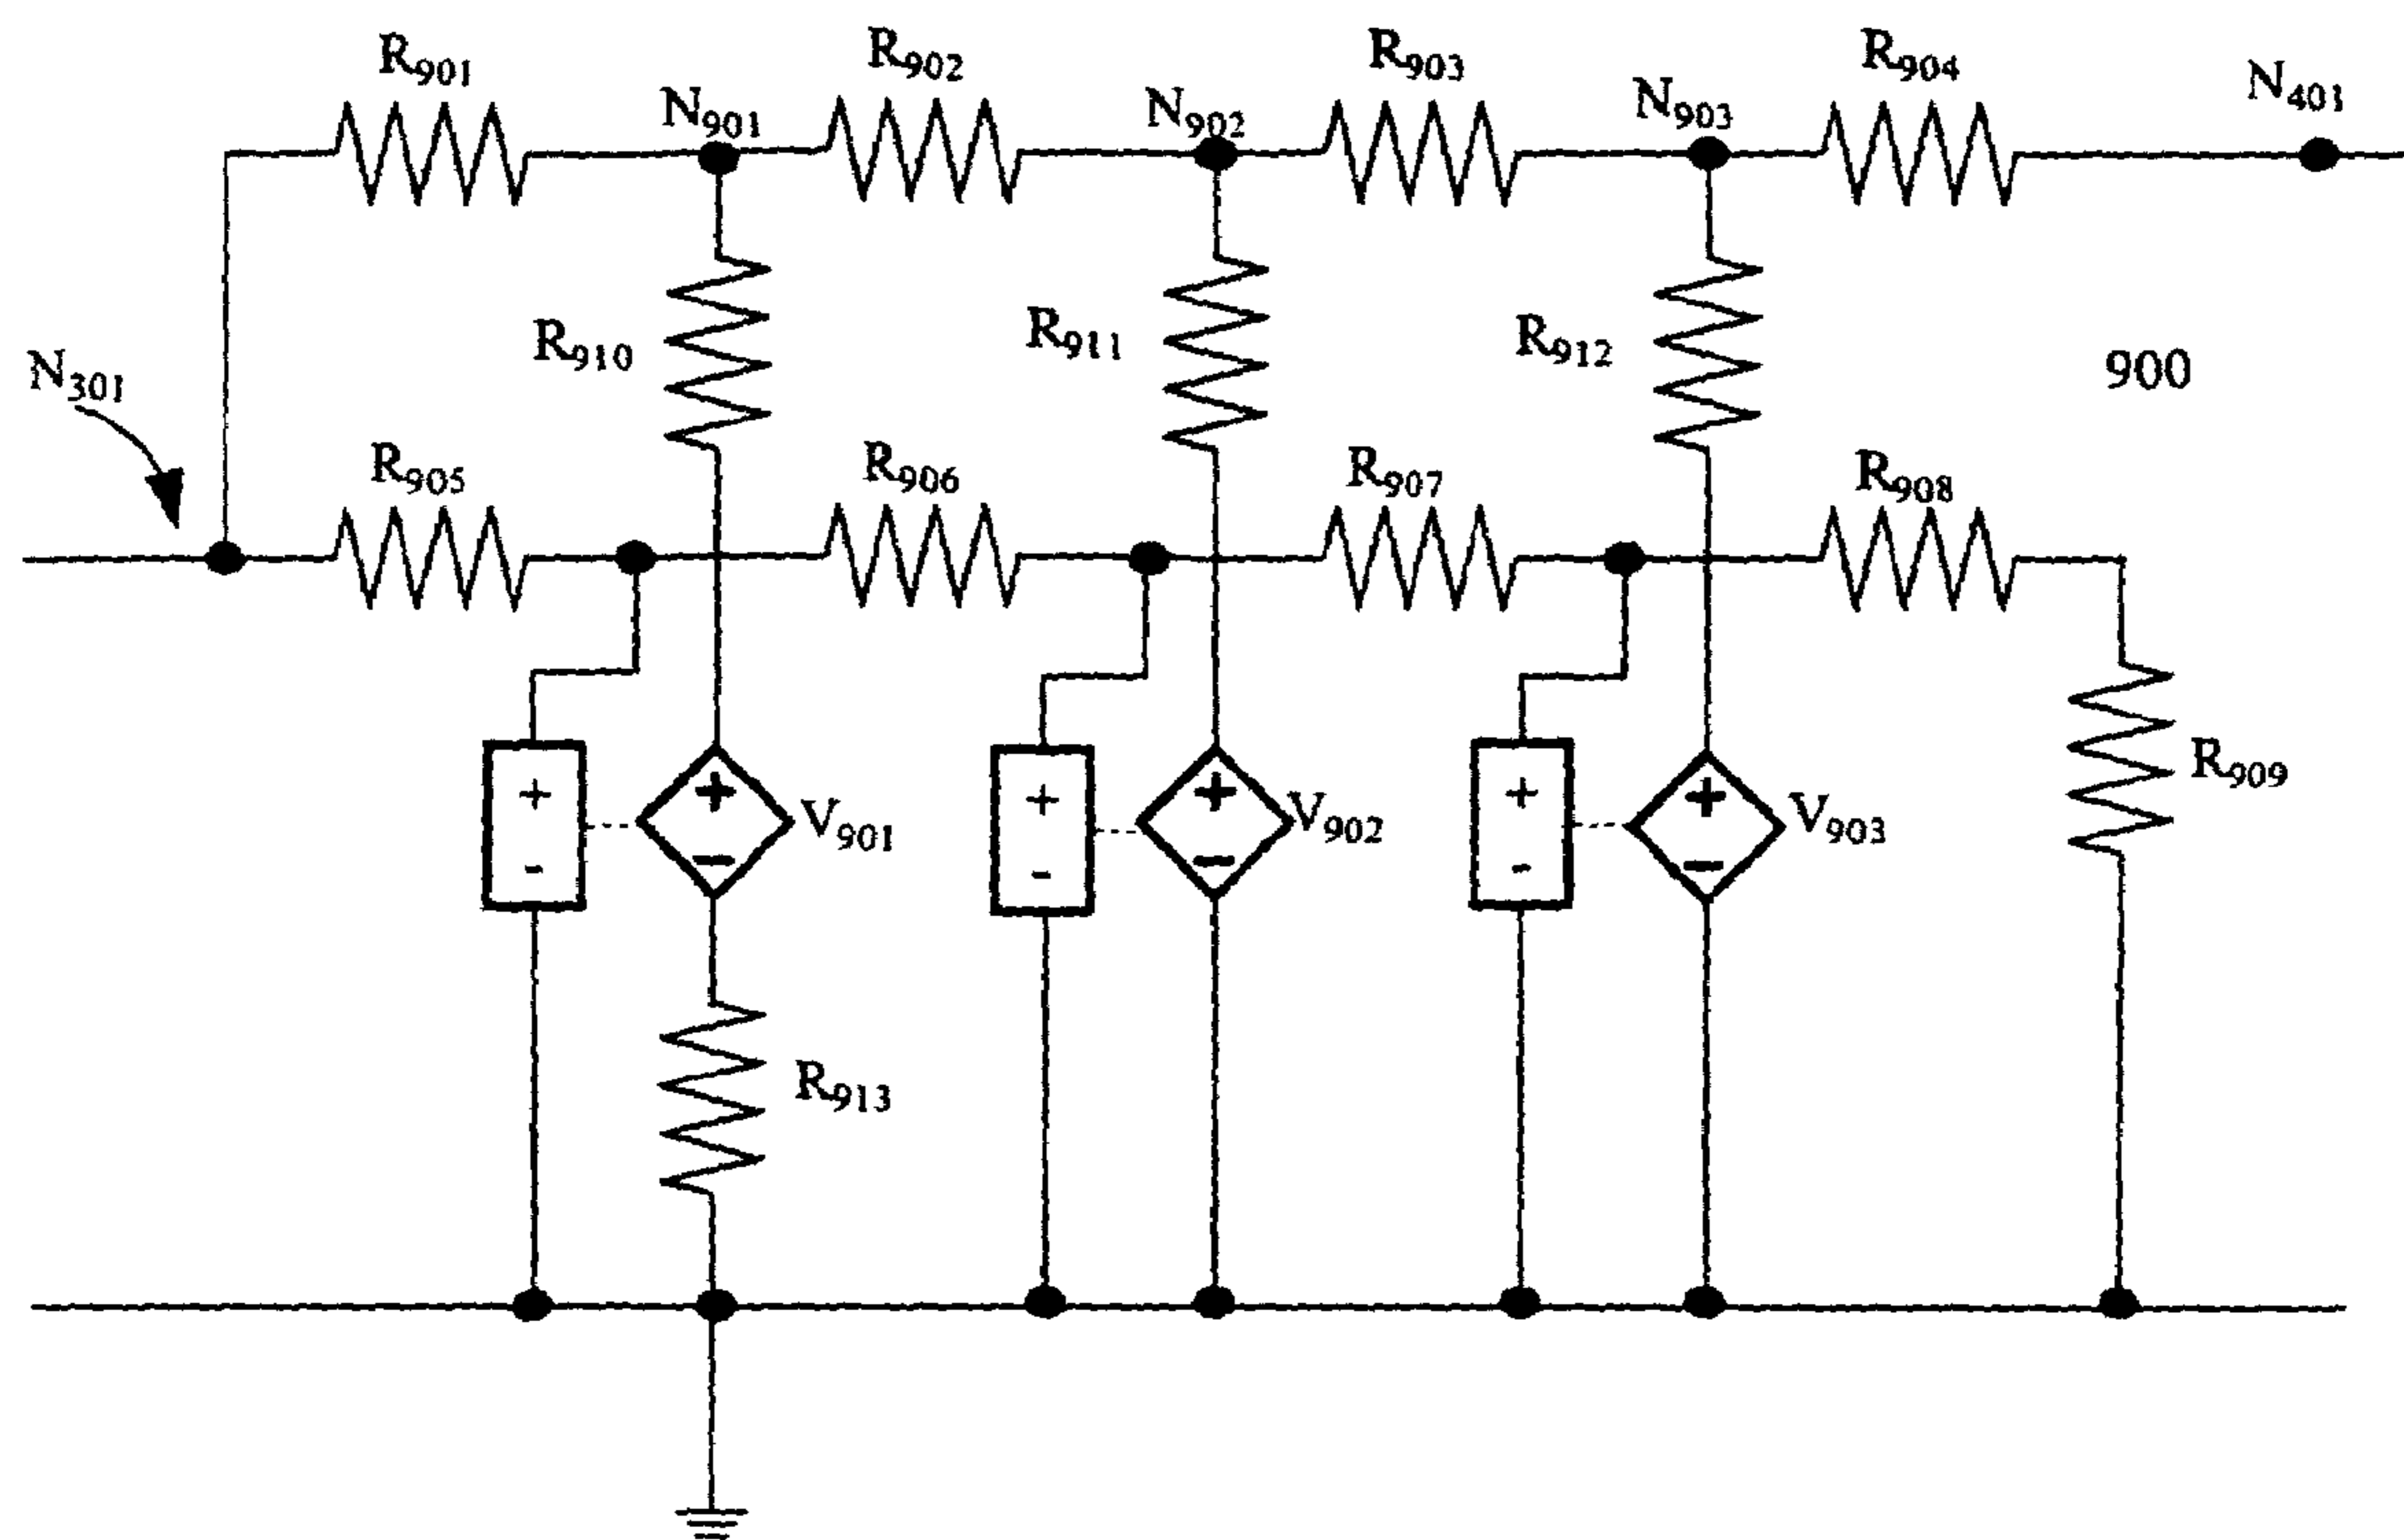 R901
R902
R903
R904
N401
N901
N902
N903
R910
R911
R912
900
N301
R905
R906
R907
R908
+
-
+
−
V901
+
-
+
−
V902
+
-
+
−
V903
R909
R913